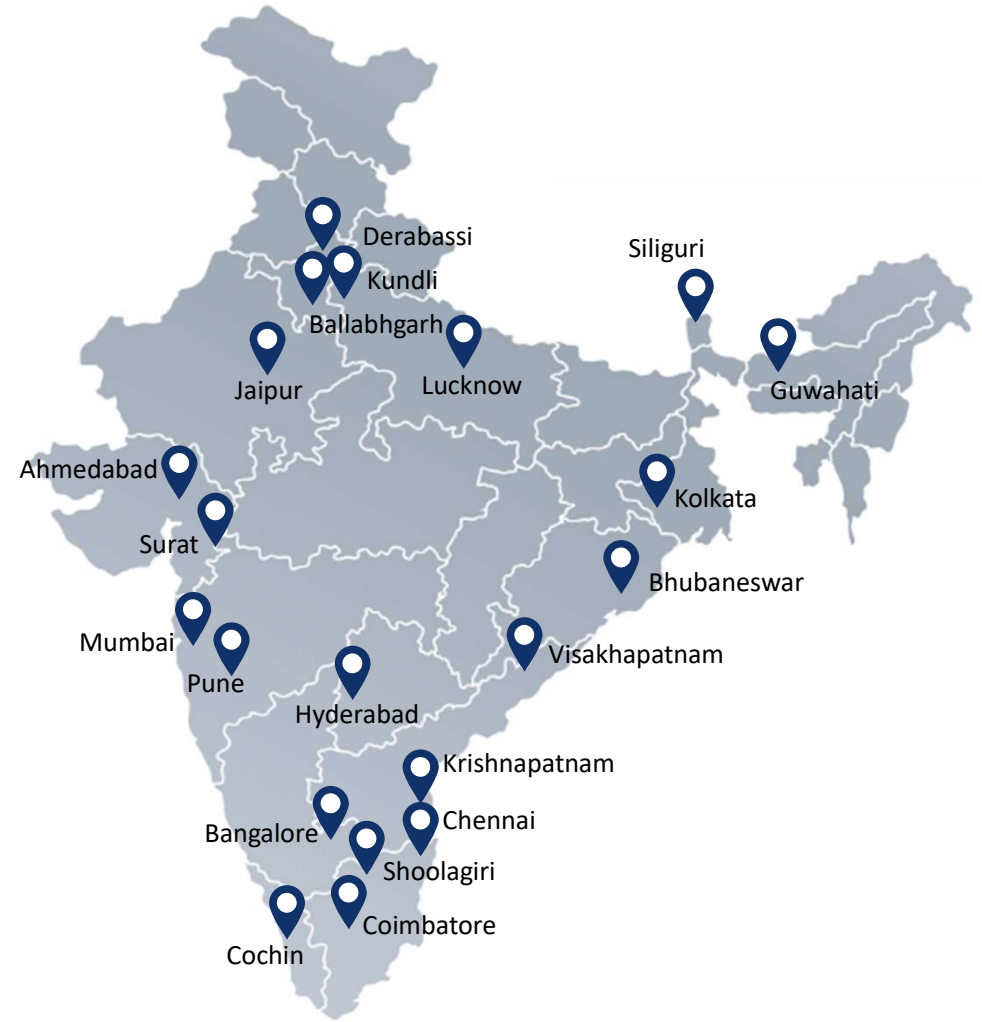 Derabassi
Siliguri
Kundli
Ballabhgarh
Jaipur
Lucknow
Guwahati
Ahmedabad
Kolkata
Surat
Bhubaneswar
Mumbai
Visakhapatnam
Pune
Hyderabad
Krishnapatnam
Chennai
Bangalore
Shoolagiri
Coimbatore
Cochin